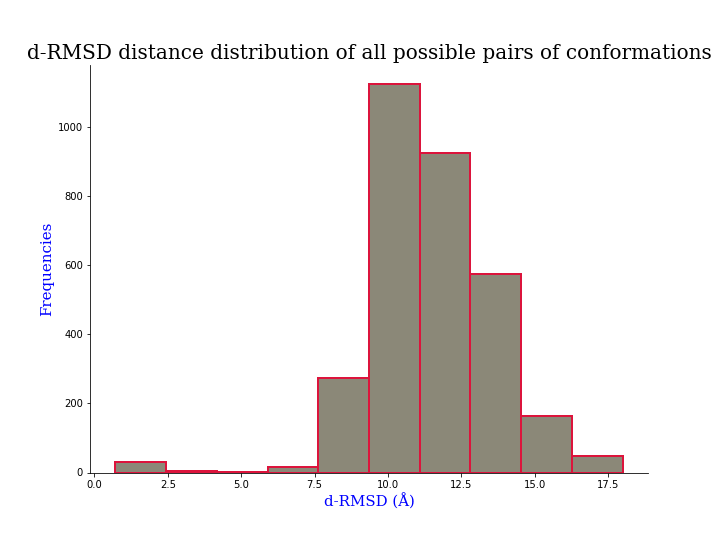 d-RMSD distance distribution of all possible pairs of conformations
1000
800
600
400
200
0
Frequencies
0.0 2.5 5.0 7.5 10.0 12.5 15.0 17.5
d-RMSD (Å)